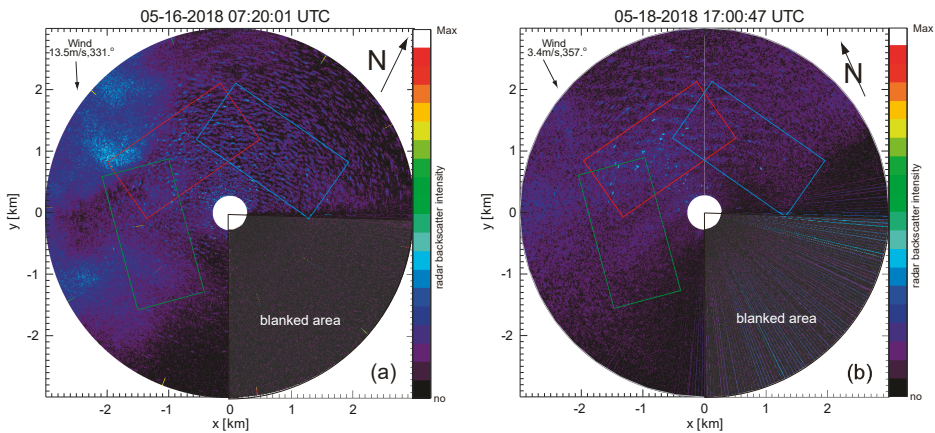 05-16-2018 07:20:01 UTC
Wind
13.5m/s,331.°
N
Max
y [km]
2
1
0
-1
-2
radar backscatter intensity
blanked area
(a)
no
-2
-1
0
1
2
x [km]
05-18-2018 17:00:47 UTC
Wind
3.4m/s,357.°
N
Max
y [km]
2
1
0
-1
-2
radar backscatter intensity
blanked area
(b)
no
-2
-1
0
1
2
x [km]